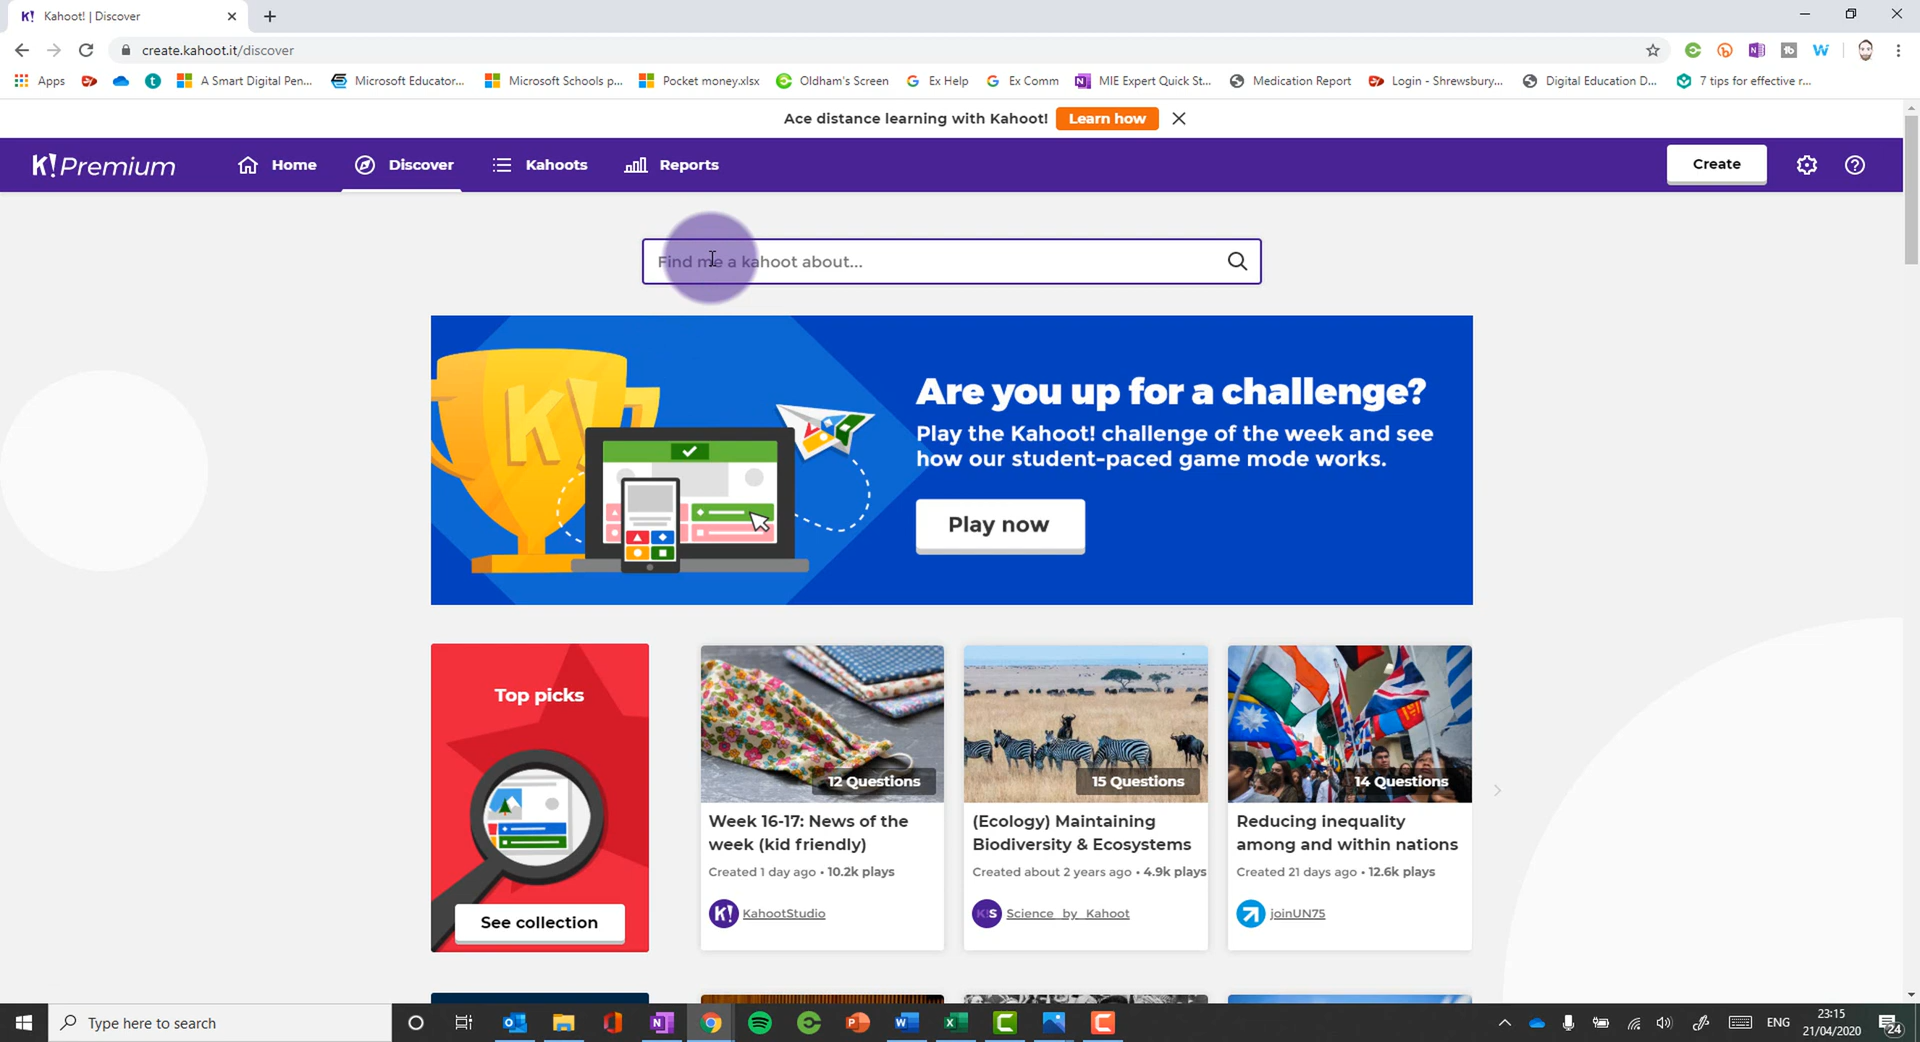 K! Kahoot! | Discover
create.kahoot.it/discover
Apps
A Smart Digital Pen...
Microsoft Educator...
Microsoft Schools p...
Pocket money.xlsx
Oldham's Screen
Ex Help
Ex Comm
MIE Expert Quick St...
Medication Report
Login - Shrewsbury...
Digital Education D...
7 tips for effective r...
Ace distance learning with Kahoot! Learn how
K! Premium
Home
Discover
Kahoots
Reports
Create
Find me a kahoot about...
Are you up for a challenge?
Play the Kahoot! challenge of the week and see
how our student-paced game mode works.
Play now
Top picks
See collection
12 Questions
Week 16-17: News of the
week (kid friendly)
Created 1 day ago • 10.2k plays
K! KahootStudio
15 Questions
(Ecology) Maintaining
Biodiversity & Ecosystems
Created about 2 years ago • 4.9k plays
K!S Science_by_Kahoot
14 Questions
Reducing inequality
among and within nations
Created 21 days ago • 12.6k plays
joinUN75
Type here to search
ENG
23:15
21/04/2020
24